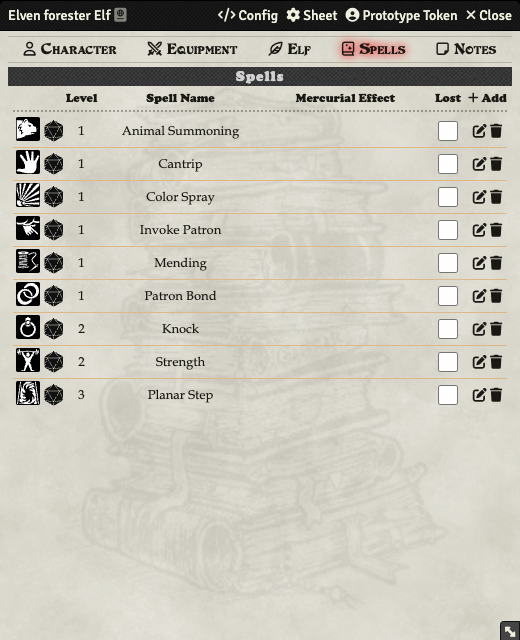 Elven forester Elf Config Sheet Prototype Token Close
Character Equipment Elf Spells Notes
Spells
Level Spell Name Mercurial Effect Lost + Add
1 Animal Summoning
1 Cantrip
1 Color Spray
1 Invoke Patron
1 Mending
1 Patron Bond
2 Knock
2 Strength
3 Planar Step